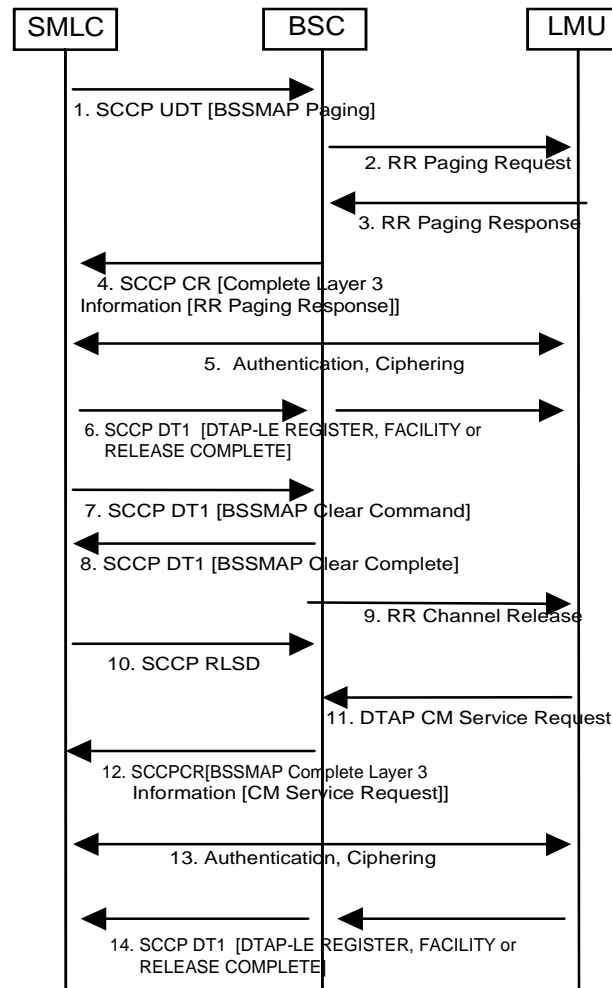 SMLC
BSC
LMU
1. SCCP UDT [BSSMAP Paging]
2. RR Paging Request
3. RR Paging Response
4. SCCP CR [Complete Layer 3
Information [RR Paging Response]]
5. Authentication, Ciphering
6. SCCP DT1 [DTAP-LE REGISTER, FACILITY or
RELEASE COMPLETE]
7. SCCP DT1 [BSSMAP Clear Command]
8. SCCP DT1 [BSSMAP Clear Complete]
9. RR Channel Release
10. SCCP RLSD
11. DTAP CM Service Request
12. SCCPCR[BSSMAP Complete Layer 3
Information [CM Service Request]]
13. Authentication, Ciphering
14. SCCP DT1 [DTAP-LE REGISTER, FACILITY or
RELEASE COMPLETE]